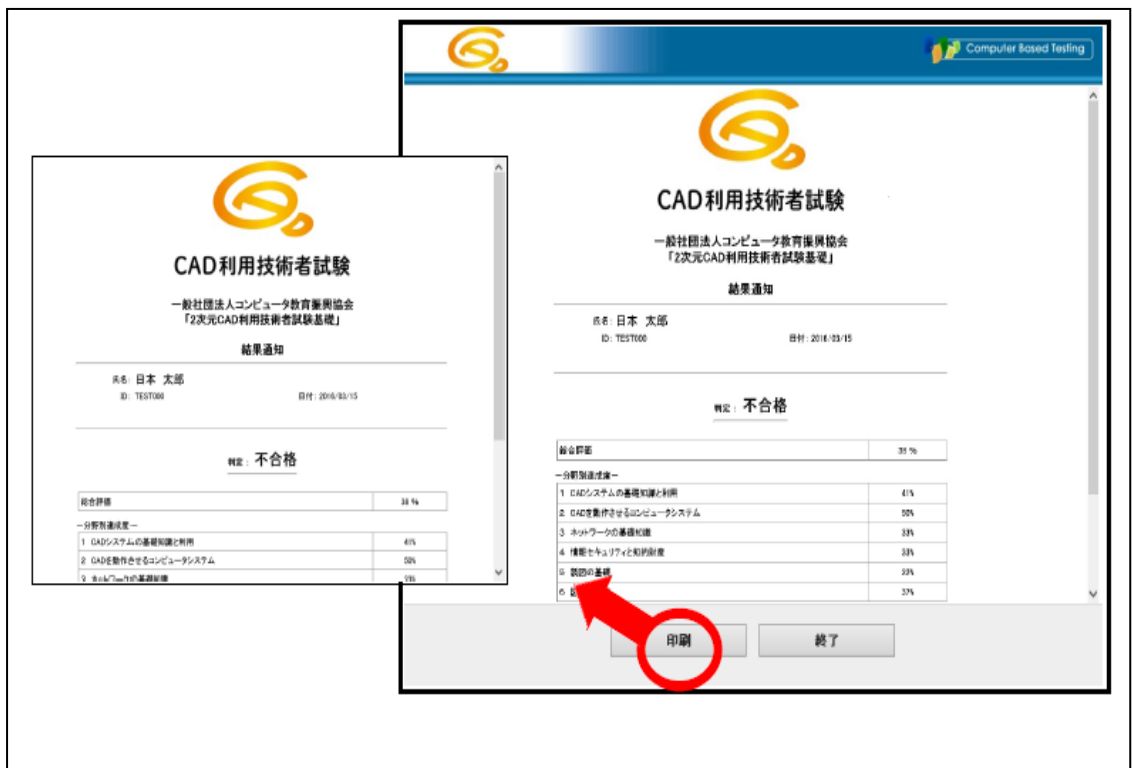 Computer Based Testing
CAD利用技術者試験
一般社団法人コンピュータ教育振興協会
「2次元CAD利用技術者試験基礎」
結果通知
氏名: 日本 太郎
ID: TEST000 日付: 2016/03/15
判定: 不合格
総合評価 38 %
－分野別達成度－
1 CADシステムの基礎知識と利用 41%
2 CADを動作させるコンピュータシステム 50%
3 ネットワークの基礎知識 33%
4 情報セキュリティと知的財産 33%
5 製図の基礎 33%
6 37%
印刷 終了
CAD利用技術者試験
一般社団法人コンピュータ教育振興協会
「2次元CAD利用技術者試験基礎」
結果通知
氏名: 日本 太郎
ID: TEST000 日付: 2016/03/15
判定: 不合格
総合評価 38 %
－分野別達成度－
1 CADシステムの基礎知識と利用 41%
2 CADを動作させるコンピュータシステム 50%